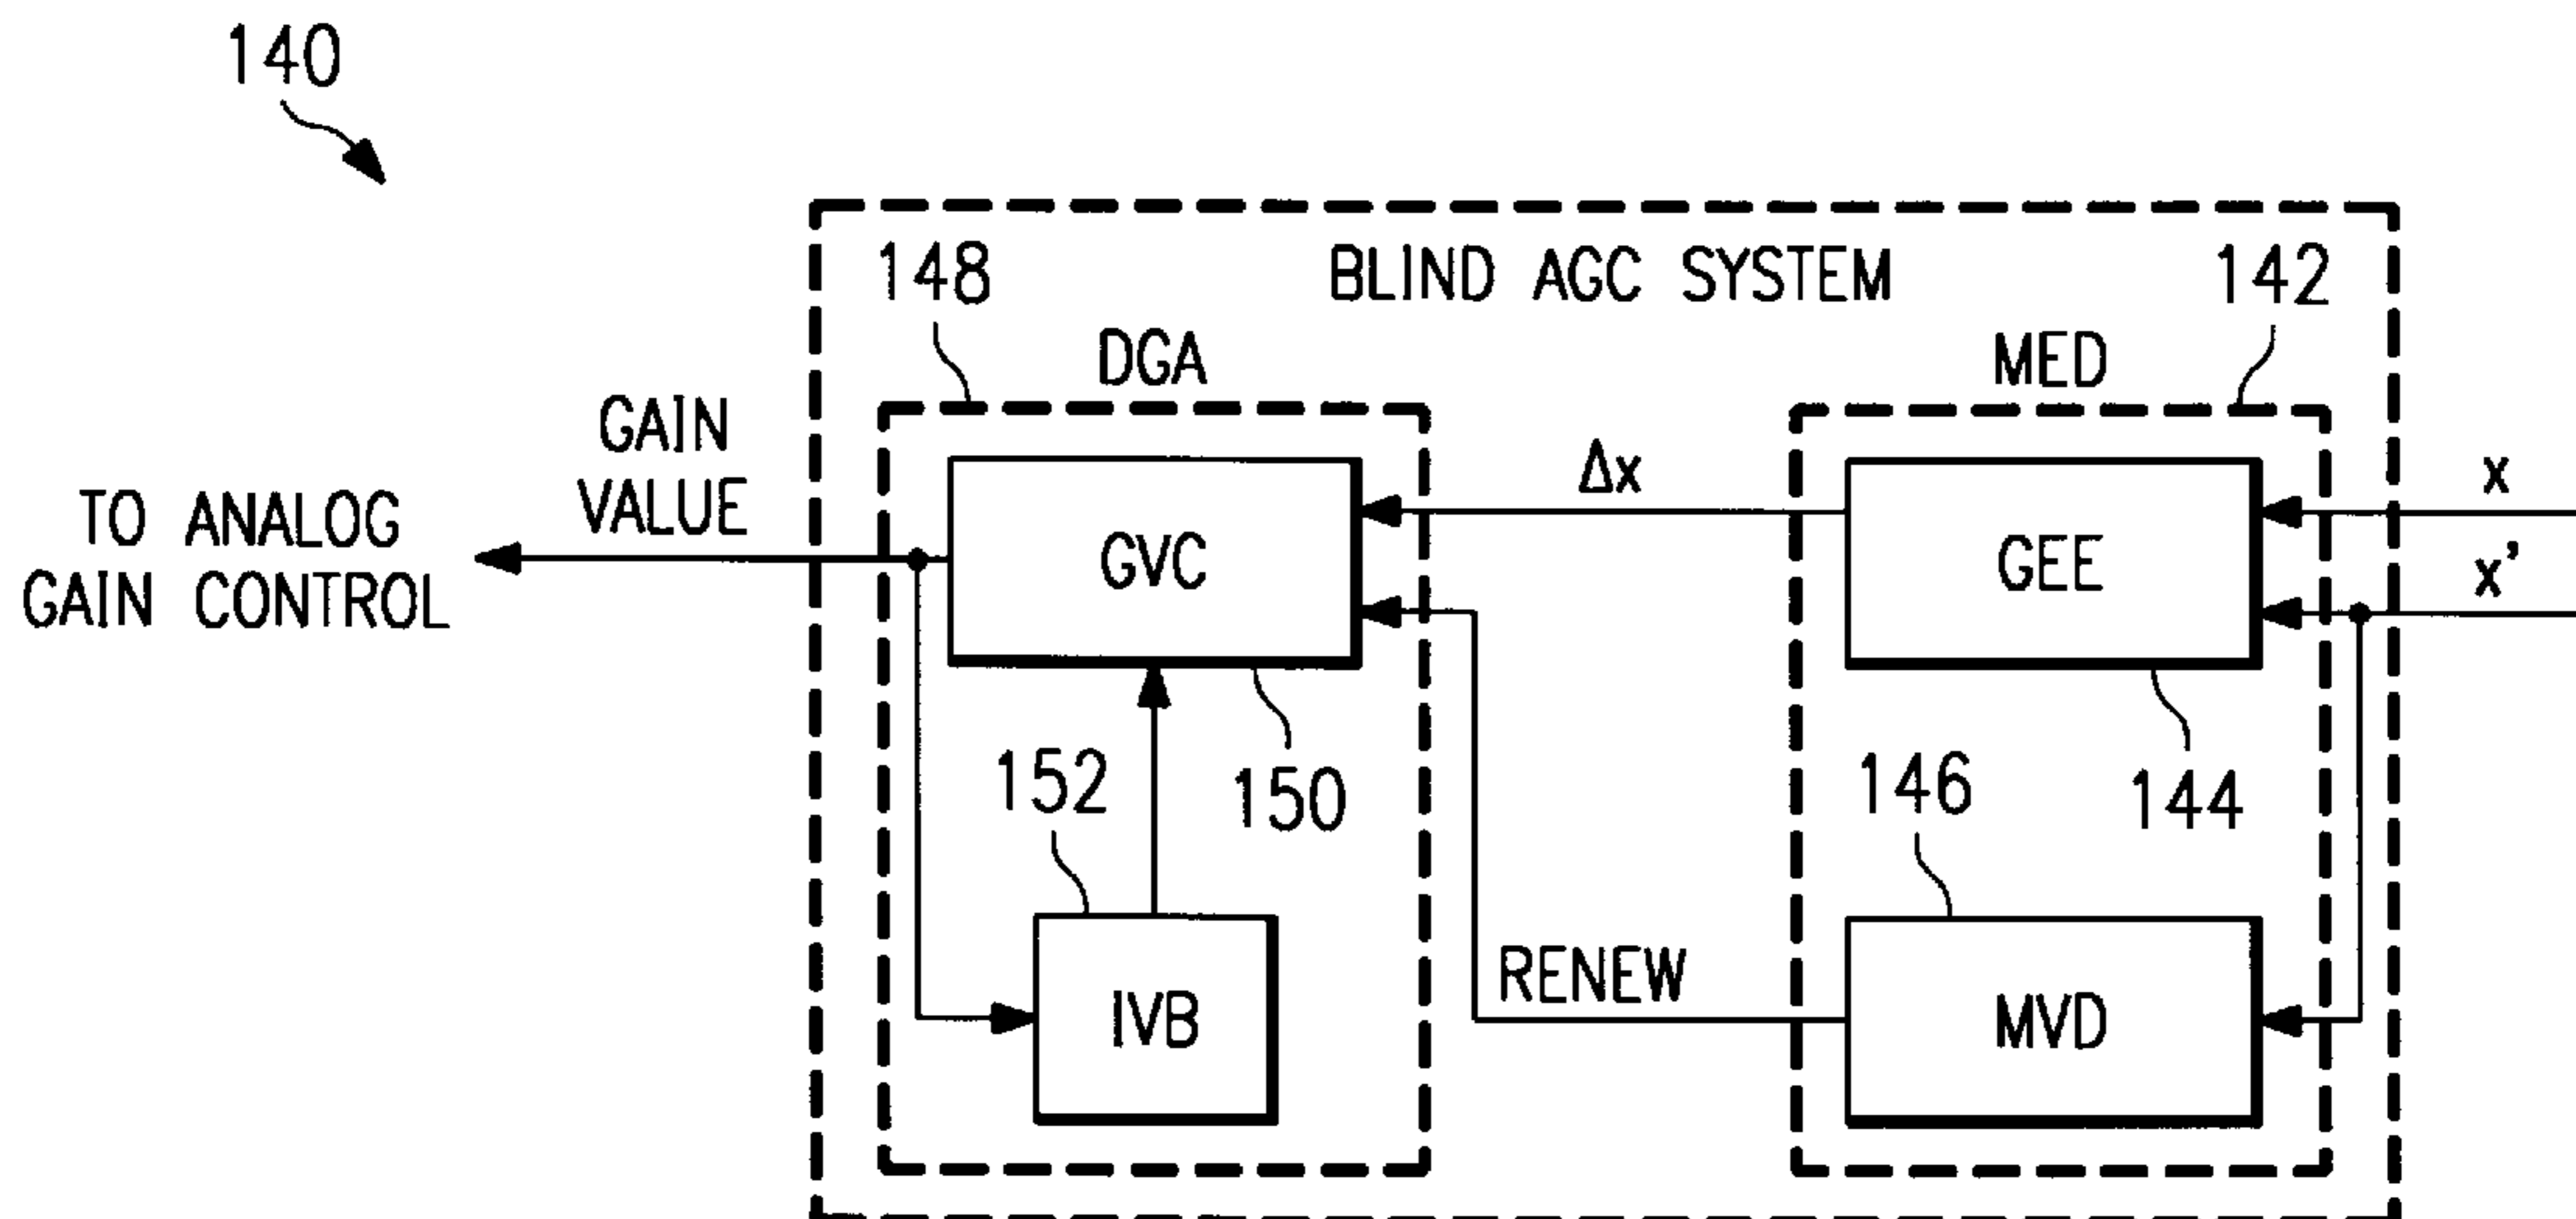 140
BLIND AGC SYSTEM
148
142
DGA
MED
GAIN
VALUE
TO ANALOG
GAIN CONTROL
Δx
x
x'
GVC
GEE
152
150
146
144
RENEW
IVB
MVD